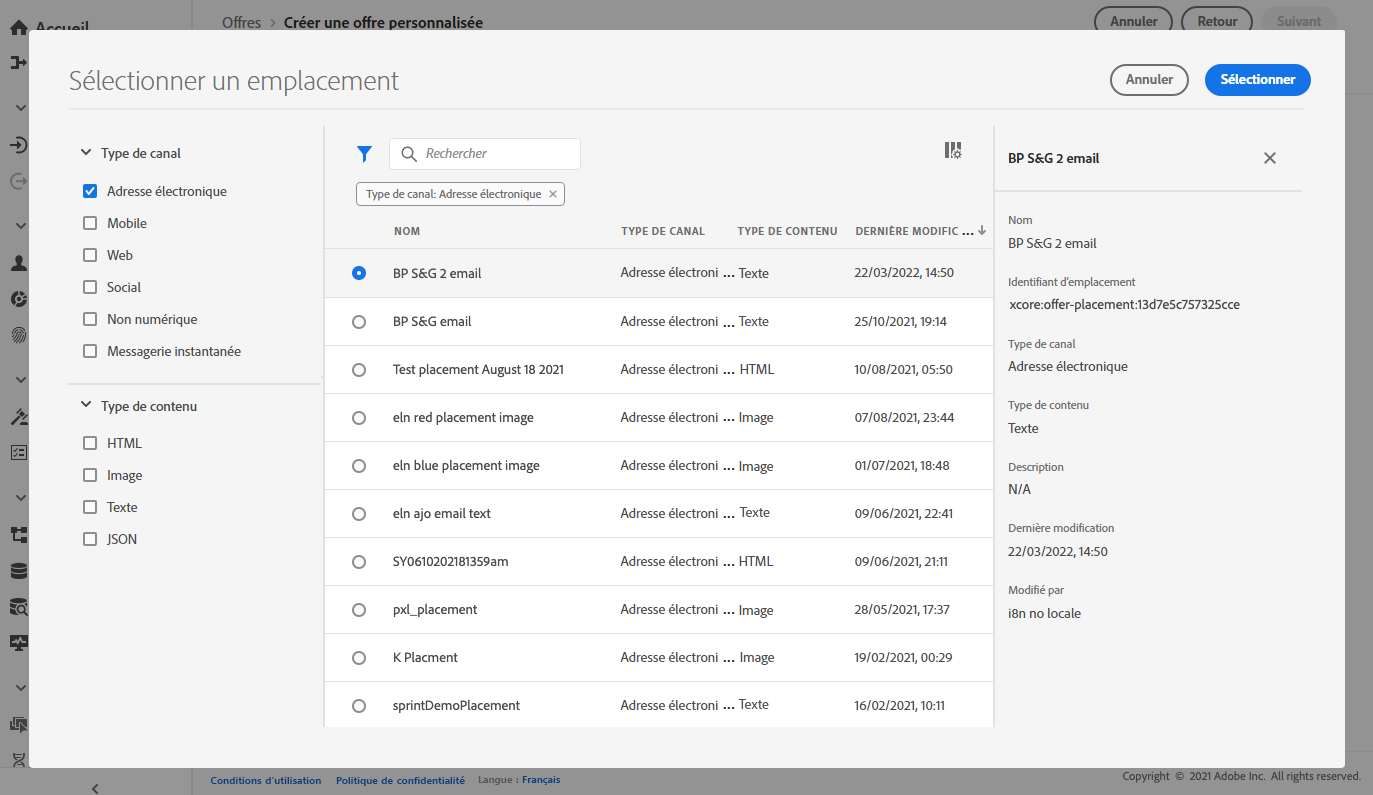 Accueil
Offres > Créer une offre personnalisée
Annuler
Retour
Suivant
Sélectionner un emplacement
Annuler
Sélectionner
Type de canal
Adresse électronique
Mobile
Web
Social
Non numérique
Messagerie instantanée
Type de contenu
HTML
Image
Texte
JSON
Rechercher
Type de canal: Adresse électronique ×
NOM TYPE DE CANAL TYPE DE CONTENU DERNIÈRE MODIFIC ... ↓
BP S&G 2 email Adresse électroni ... Texte 22/03/2022, 14:50
BP S&G email Adresse électroni ... Texte 25/10/2021, 19:14
Test placement August 18 2021 Adresse électroni ... HTML 10/08/2021, 05:50
eln red placement image Adresse électroni ... Image 07/08/2021, 23:44
eln blue placement image Adresse électroni ... Image 01/07/2021, 18:48
eln ajo email text Adresse électroni ... Texte 09/06/2021, 22:41
SY0610202181359am Adresse électroni ... HTML 09/06/2021, 21:11
pxl_placement Adresse électroni ... Image 28/05/2021, 17:37
K Placment Adresse électroni ... Image 19/02/2021, 00:29
sprintDemoPlacement Adresse électroni ... Texte 16/02/2021, 10:11
BP S&G 2 email
Nom
BP S&G 2 email
Identifiant d'emplacement
xcore:offer-placement:13d7e5c757325cce
Type de canal
Adresse électronique
Type de contenu
Texte
Description
N/A
Dernière modification
22/03/2022, 14:50
Modifié par
i8n no locale
Conditions d'utilisation Politique de confidentialité Langue : Français
Copyright © 2021 Adobe Inc. All rights reserved.